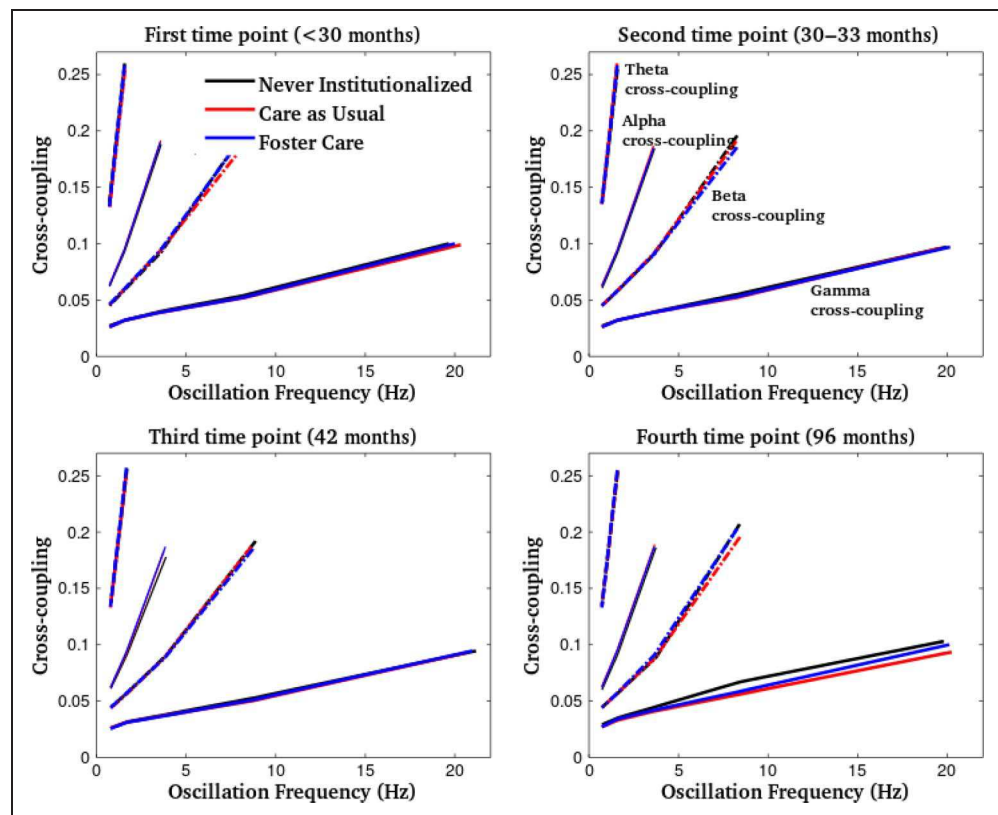 First time point (<30 months)
0.25
0.2
0.15
0.1
0.05
0
Cross-coupling
Never Institutionalized
Care as Usual
Foster Care
0 5 10 15 20
Oscillation Frequency (Hz)
Second time point (30–33 months)
0.25
0.2
0.15
0.1
0.05
0
Cross-coupling
Theta
cross-coupling
Alpha
cross-coupling
Beta
cross-coupling
Gamma
cross-coupling
0 5 10 15 20
Oscillation Frequency (Hz)
Third time point (42 months)
0.25
0.2
0.15
0.1
0.05
0
Cross-coupling
0 5 10 15 20
Oscillation Frequency (Hz)
Fourth time point (96 months)
0.25
0.2
0.15
0.1
0.05
0
Cross-coupling
0 5 10 15 20
Oscillation Frequency (Hz)